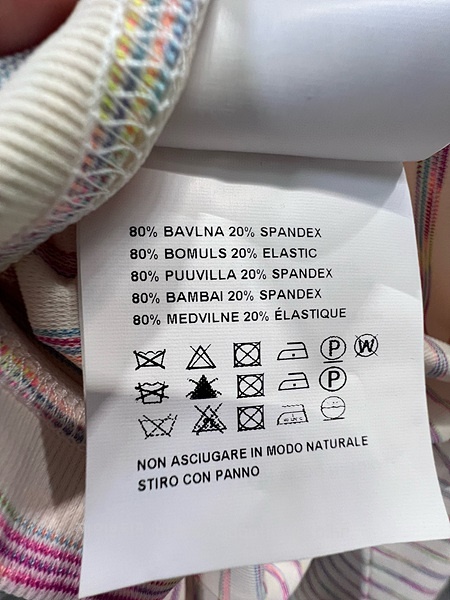 80% BAVLNA 20% SPANDEX
80% BOMULS 20% ELASTIC
80% PUUVILLA 20% SPANDEX
80% BAMBAI 20% SPANDEX
80% MEDVILNE 20% ÉLASTIQUE
P W
P
NON ASCIUGARE IN MODO NATURALE
STIRO CON PANNO